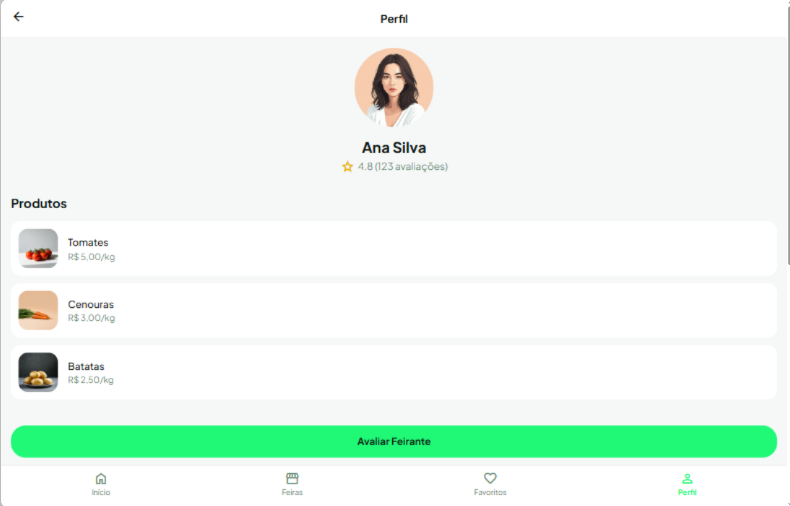 Perfil
Ana Silva
4.8 (123 avaliações)
Produtos
Tomates
R$ 5,00/kg
Cenouras
R$ 3,00/kg
Batatas
R$ 2,50/kg
Avaliar Feirante
Início
Feiras
Favoritos
Perfil